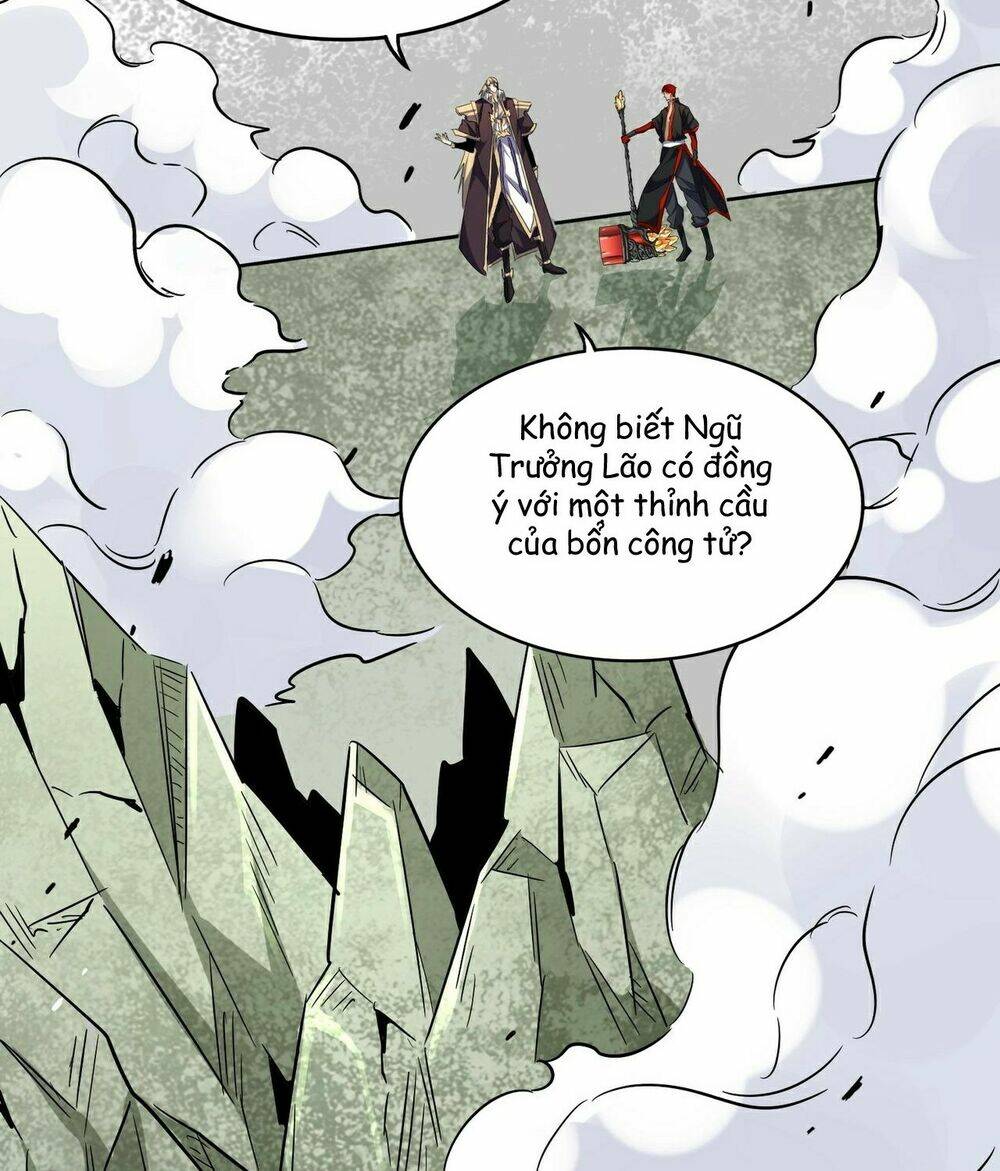 Không biết Ngũ
Trưởng Lão có đồng
ý với một thỉnh cầu
của bổn công tử?